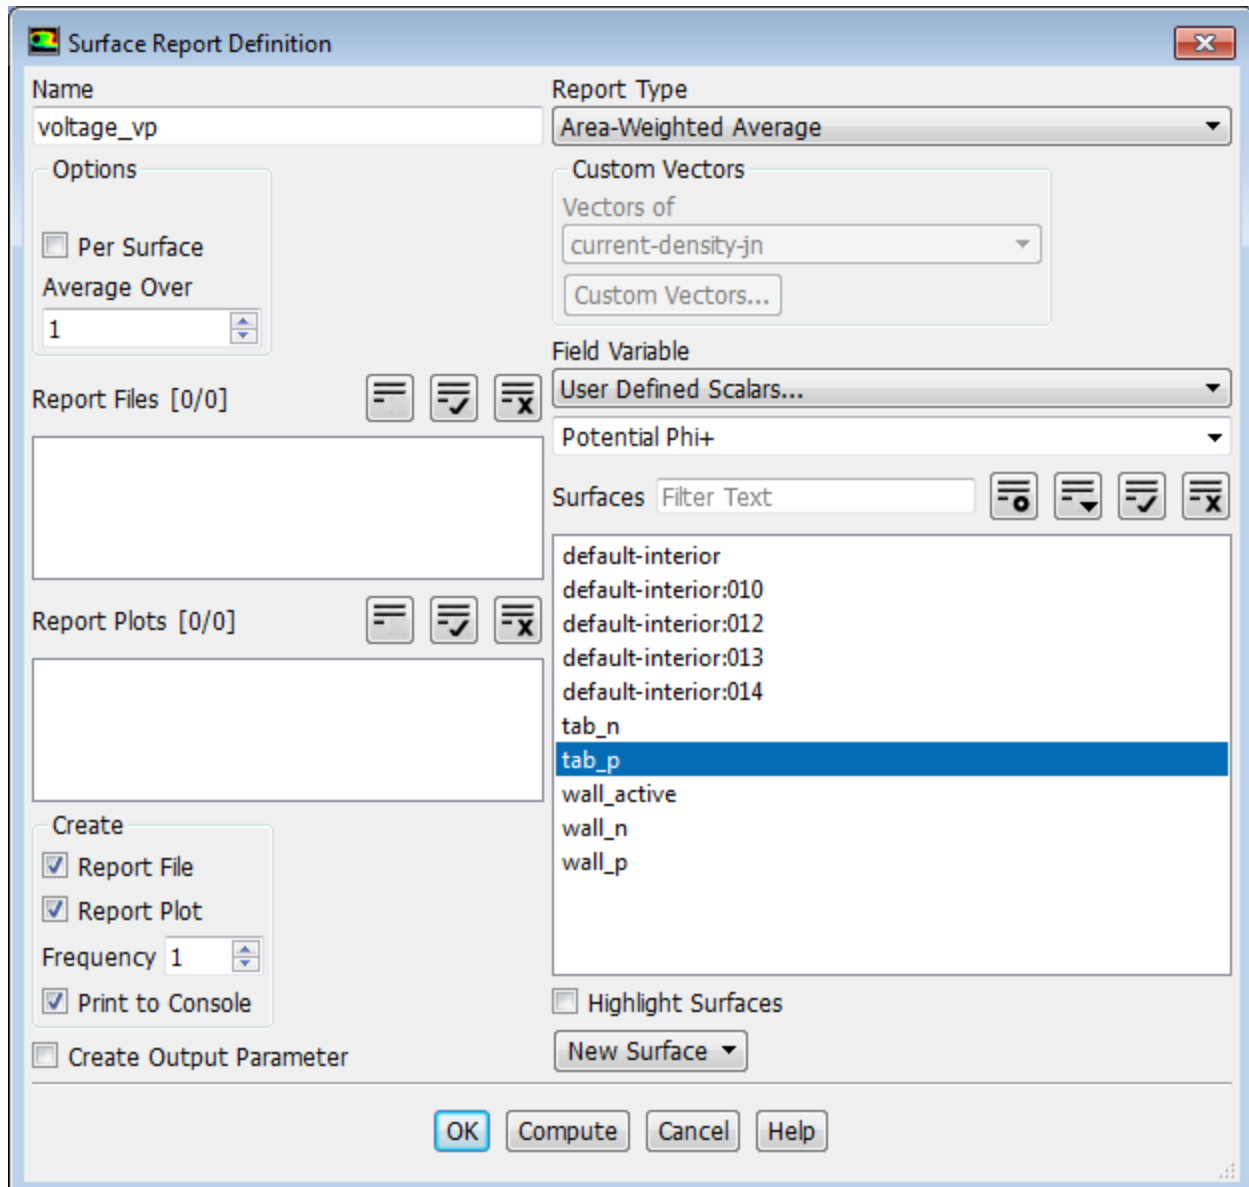 Surface Report Definition
Name
voltage_vp
Options
Per Surface
Average Over
1
Report Files [0/0]
Report Plots [0/0]
Create
Report File
Report Plot
Frequency 1
Print to Console
Create Output Parameter
Report Type
Area-Weighted Average
Custom Vectors
Vectors of
current-density-jn
Custom Vectors...
Field Variable
User Defined Scalars...
Potential Phi+
Surfaces Filter Text
default-interior
default-interior:010
default-interior:012
default-interior:013
default-interior:014
tab_n
tab_p
wall_active
wall_n
wall_p
Highlight Surfaces
New Surface
OK Compute Cancel Help